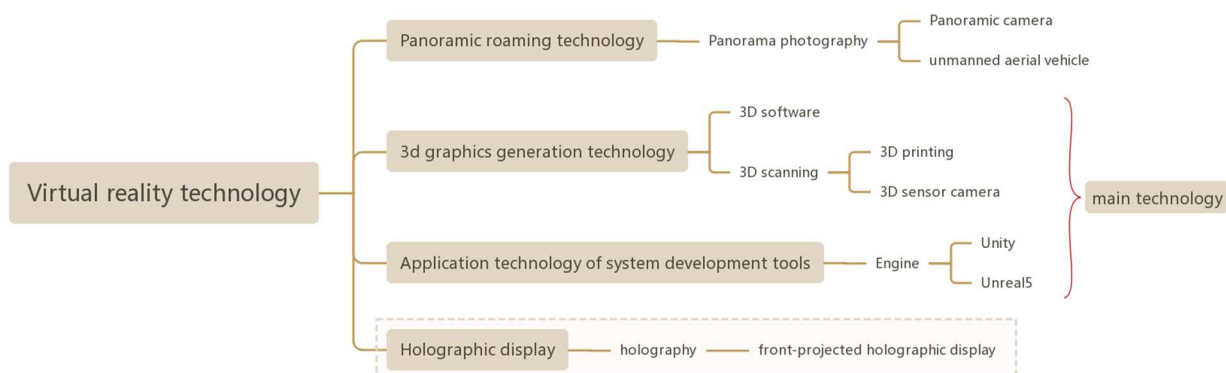 Virtual reality technology
Panoramic roaming technology
Panorama photography
Panoramic camera
unmanned aerial vehicle
3d graphics generation technology
3D software
3D scanning
3D printing
3D sensor camera
Application technology of system development tools
Engine
Unity
Unreal5
Holographic display
holography
front-projected holographic display
main technology